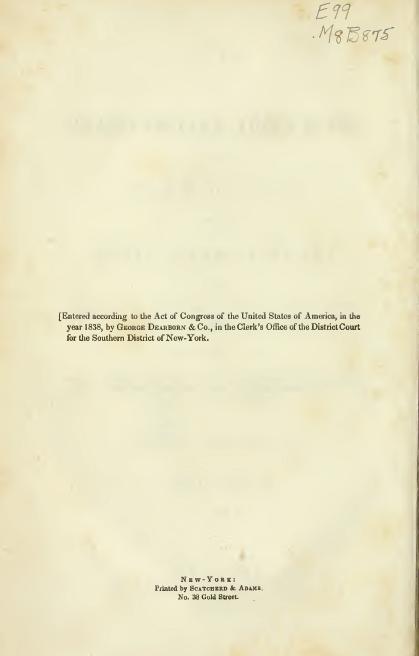 E99
.M8B875
[Entered according to the Act of Congress of the United States of America, in the
year 1838, by George Dearborn & Co., in the Clerk's Office of the District Court
for the Southern District of New-York.
New-York:
Printed by Scatcherd & Adams.
No. 38 Gold Street.